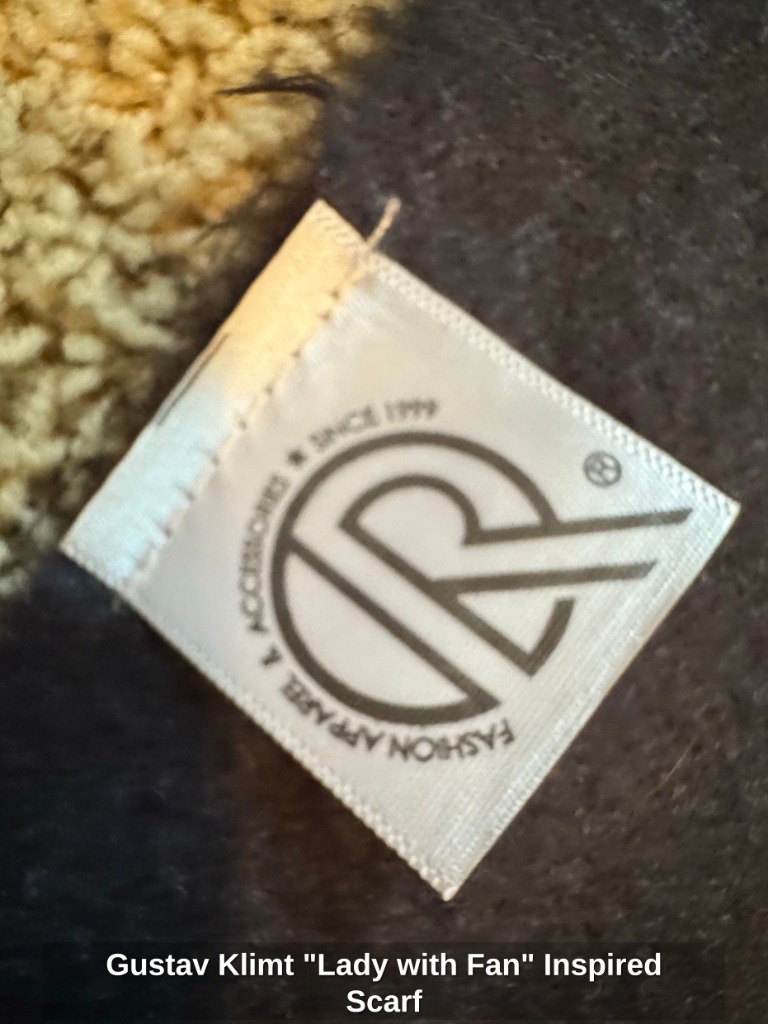 FASHION APPAREL & ACCESSORIES ★ SINCE 1999
R
®
Gustav Klimt "Lady with Fan" Inspired
Scarf